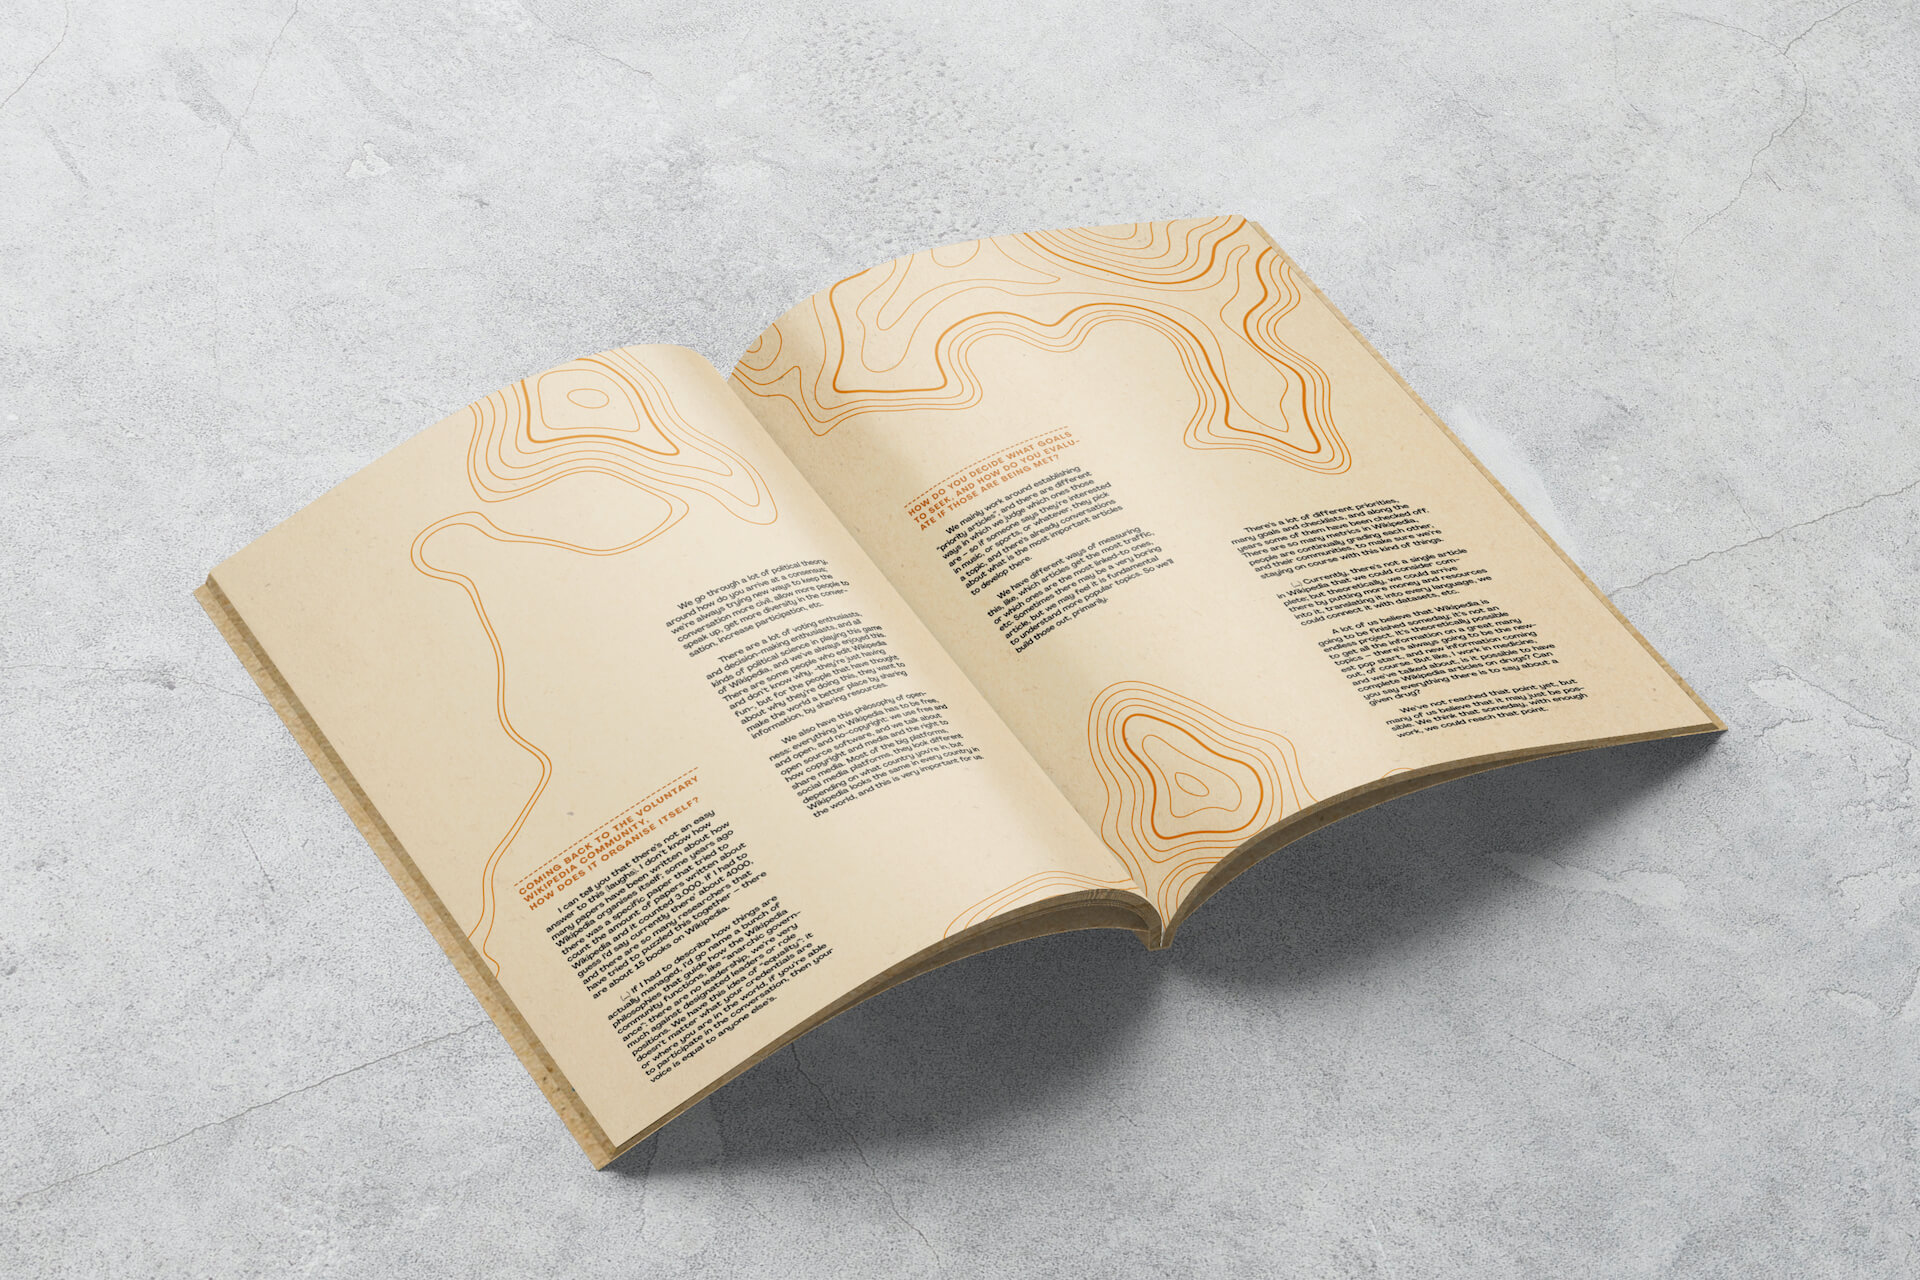 COMING BACK TO THE VOLUNTARY
WIKIPEDIA COMMUNITY,
HOW DOES IT ORGANISE ITSELF?
I can tell you that there's not an easy
answer to this (laughs). I don't know how
many papers have been written about how
Wikipedia organises itself; some years ago
there was a specific paper that tried to
count the amount of papers written about
Wikipedia and it counted 3.000. If I had to
guess I'd say currently there about 4000,
and there are so many researchers that
have tried to puzzled this together – there
are about 15 books on Wikipedia.
(...) If I had to describe how things are
actually managed, I'd go name a bunch of
philosophies that guide how the Wikipedia
community functions, like "anarchic govern-
ance": there are no leadership, we're very
much against designated leaders or role
positions. We have this idea of "equality", it
doesn't matter what your credentials are
or where you are in the world, if you're able
to participate in the conversation, then your
voice is equal to anyone else's.
We go through a lot of political theory,
and how do you arrive at a consensus;
we're always trying new ways to keep the
conversation more civil, allow more people to
speak up, get more diversity in the conver-
sation, increase participation, etc.
There are a lot of voting enthusiasts,
and decision-making enthusiasts, and all
kinds of political science in playing this game
of Wikipedia, and we've always enjoyed this.
There are some people who edit Wikipedia
and don't know why, -they're just having
fun-, but for the people that have thought
about why they're doing this, they want to
make the world a better place by sharing
information, by sharing resources.
We also have this philosophy of open-
ness: everything in Wikipedia has to be free,
and open, and no-copyright: we use free and
open source software, and we talk about
how copyright and media and the right to
share media. Most of the big platforms,
social media platforms, they look different
depending on what country you're in, but
Wikipedia looks the same in every country in
the world, and this is very important for us.
HOW DO YOU DECIDE WHAT GOALS
TO SEEK, AND HOW DO YOU EVALU-
ATE IF THOSE ARE BEING MET?
We mainly work around establishing
"priority articles", and there are different
ways in which we judge which ones those
are – so if someone says they're interested
in music, or sports, or whatever, they pick
a topic, and there's already conversations
about what is the most important articles
to develop there.
We have different ways of measuring
this, like, which articles get the most traffic,
or which ones are the most linked-to ones,
etc. Sometimes there may be a very boring
article, but we may feel it is fundamental
to understand more popular topics. So we'll
build those out, primarily.
There's a lot of different priorities,
many goals and checklists, and along the
years some of them have been checked off.
There are so many metrics in Wikipedia,
people are continually grading each other,
and their communities, to make sure we're
staying on course with this kind of things.
(...) Currently, there's not a single article
in Wikipedia that we could consider com-
plete, but theoretically, we could arrive
there by putting more money and resources
into it, translating it into every language, we
could connect it with datasets, etc.
A lot of us believe that Wikipedia is
going to be finished someday, it's not an
endless project. It's theoretically possible
to get all the information on a great many
topics – there's always going to be the new-
est pop start, and new information coming
out, of course. But like, I work in medicine,
and we've talked about, is it possible to have
complete Wikipedia articles on drugs? Can
you say everything there is to say about a
given drug?
We've not reached that point yet, but
many of us believe that it may just be pos-
sible. We think that someday, with enough
work, we could reach that point.